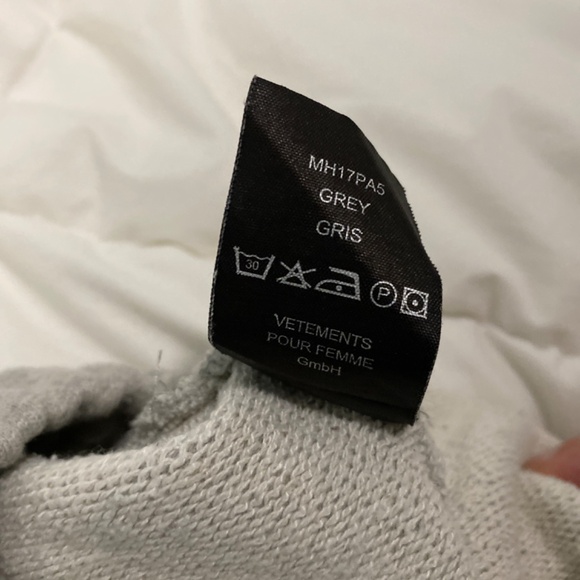 MH17PA5
GREY
GRIS
30
P
VETEMENTS
POUR FEMME
GmbH